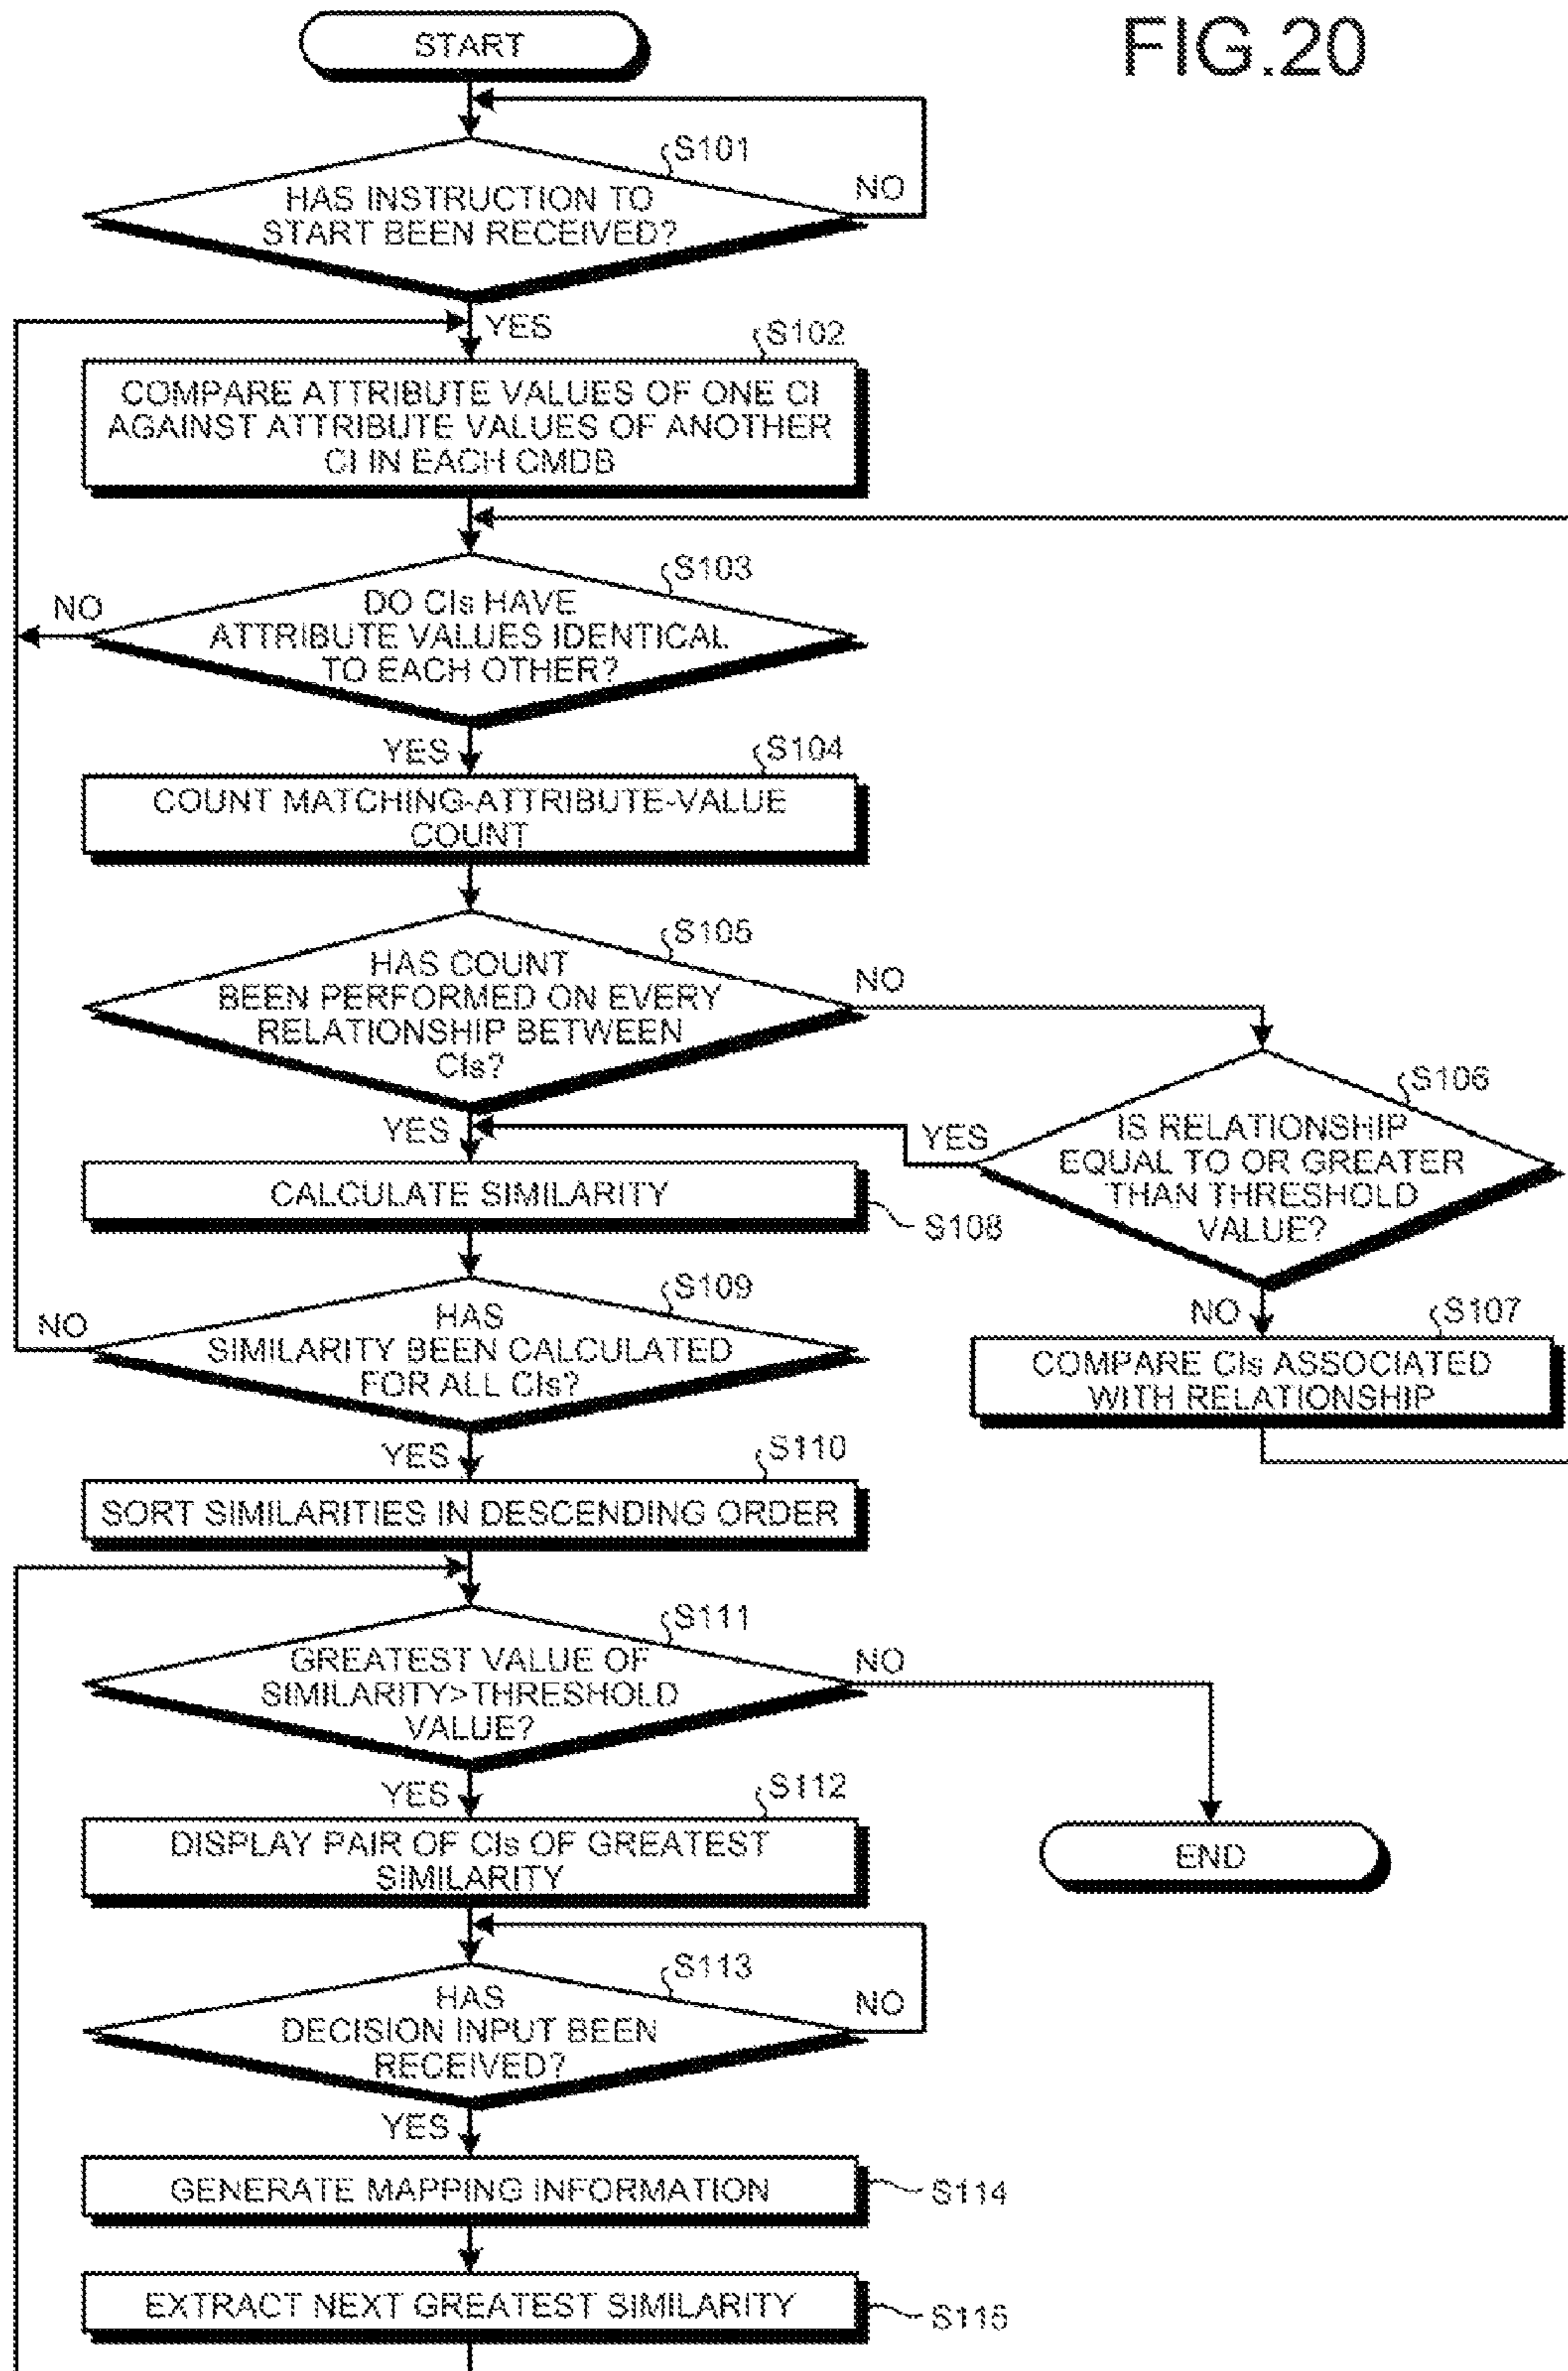 FIG.20
START
S101
HAS INSTRUCTION TO
START BEEN RECEIVED?
NO
YES
S102
COMPARE ATTRIBUTE VALUES OF ONE CI
AGAINST ATTRIBUTE VALUES OF ANOTHER
CI IN EACH CMDB
S103
NO
DO CIs HAVE
ATTRIBUTE VALUES IDENTICAL
TO EACH OTHER?
YES
S104
COUNT MATCHING-ATTRIBUTE-VALUE
COUNT
S105
HAS COUNT
BEEN PERFORMED ON EVERY
RELATIONSHIP BETWEEN
CIs?
NO
YES
S106
IS RELATIONSHIP
EQUAL TO OR GREATER
THAN THRESHOLD
VALUE?
YES
NO
S107
COMPARE CIs ASSOCIATED
WITH RELATIONSHIP
CALCULATE SIMILARITY
S108
S109
NO
HAS
SIMILARITY BEEN CALCULATED
FOR ALL CIs?
YES
S110
SORT SIMILARITIES IN DESCENDING ORDER
S111
GREATEST VALUE OF
SIMILARITY>THRESHOLD
VALUE?
NO
YES
S112
DISPLAY PAIR OF CIs OF GREATEST
SIMILARITY
END
S113
HAS
DECISION INPUT BEEN
RECEIVED?
NO
YES
GENERATE MAPPING INFORMATION
S114
EXTRACT NEXT GREATEST SIMILARITY
S115